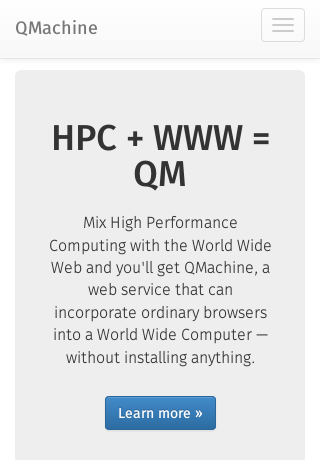 QMachine
HPC + WWW =
QM
Mix High Performance
Computing with the World Wide
Web and you'll get QMachine, a
web service that can
incorporate ordinary browsers
into a World Wide Computer —
without installing anything.
Learn more »